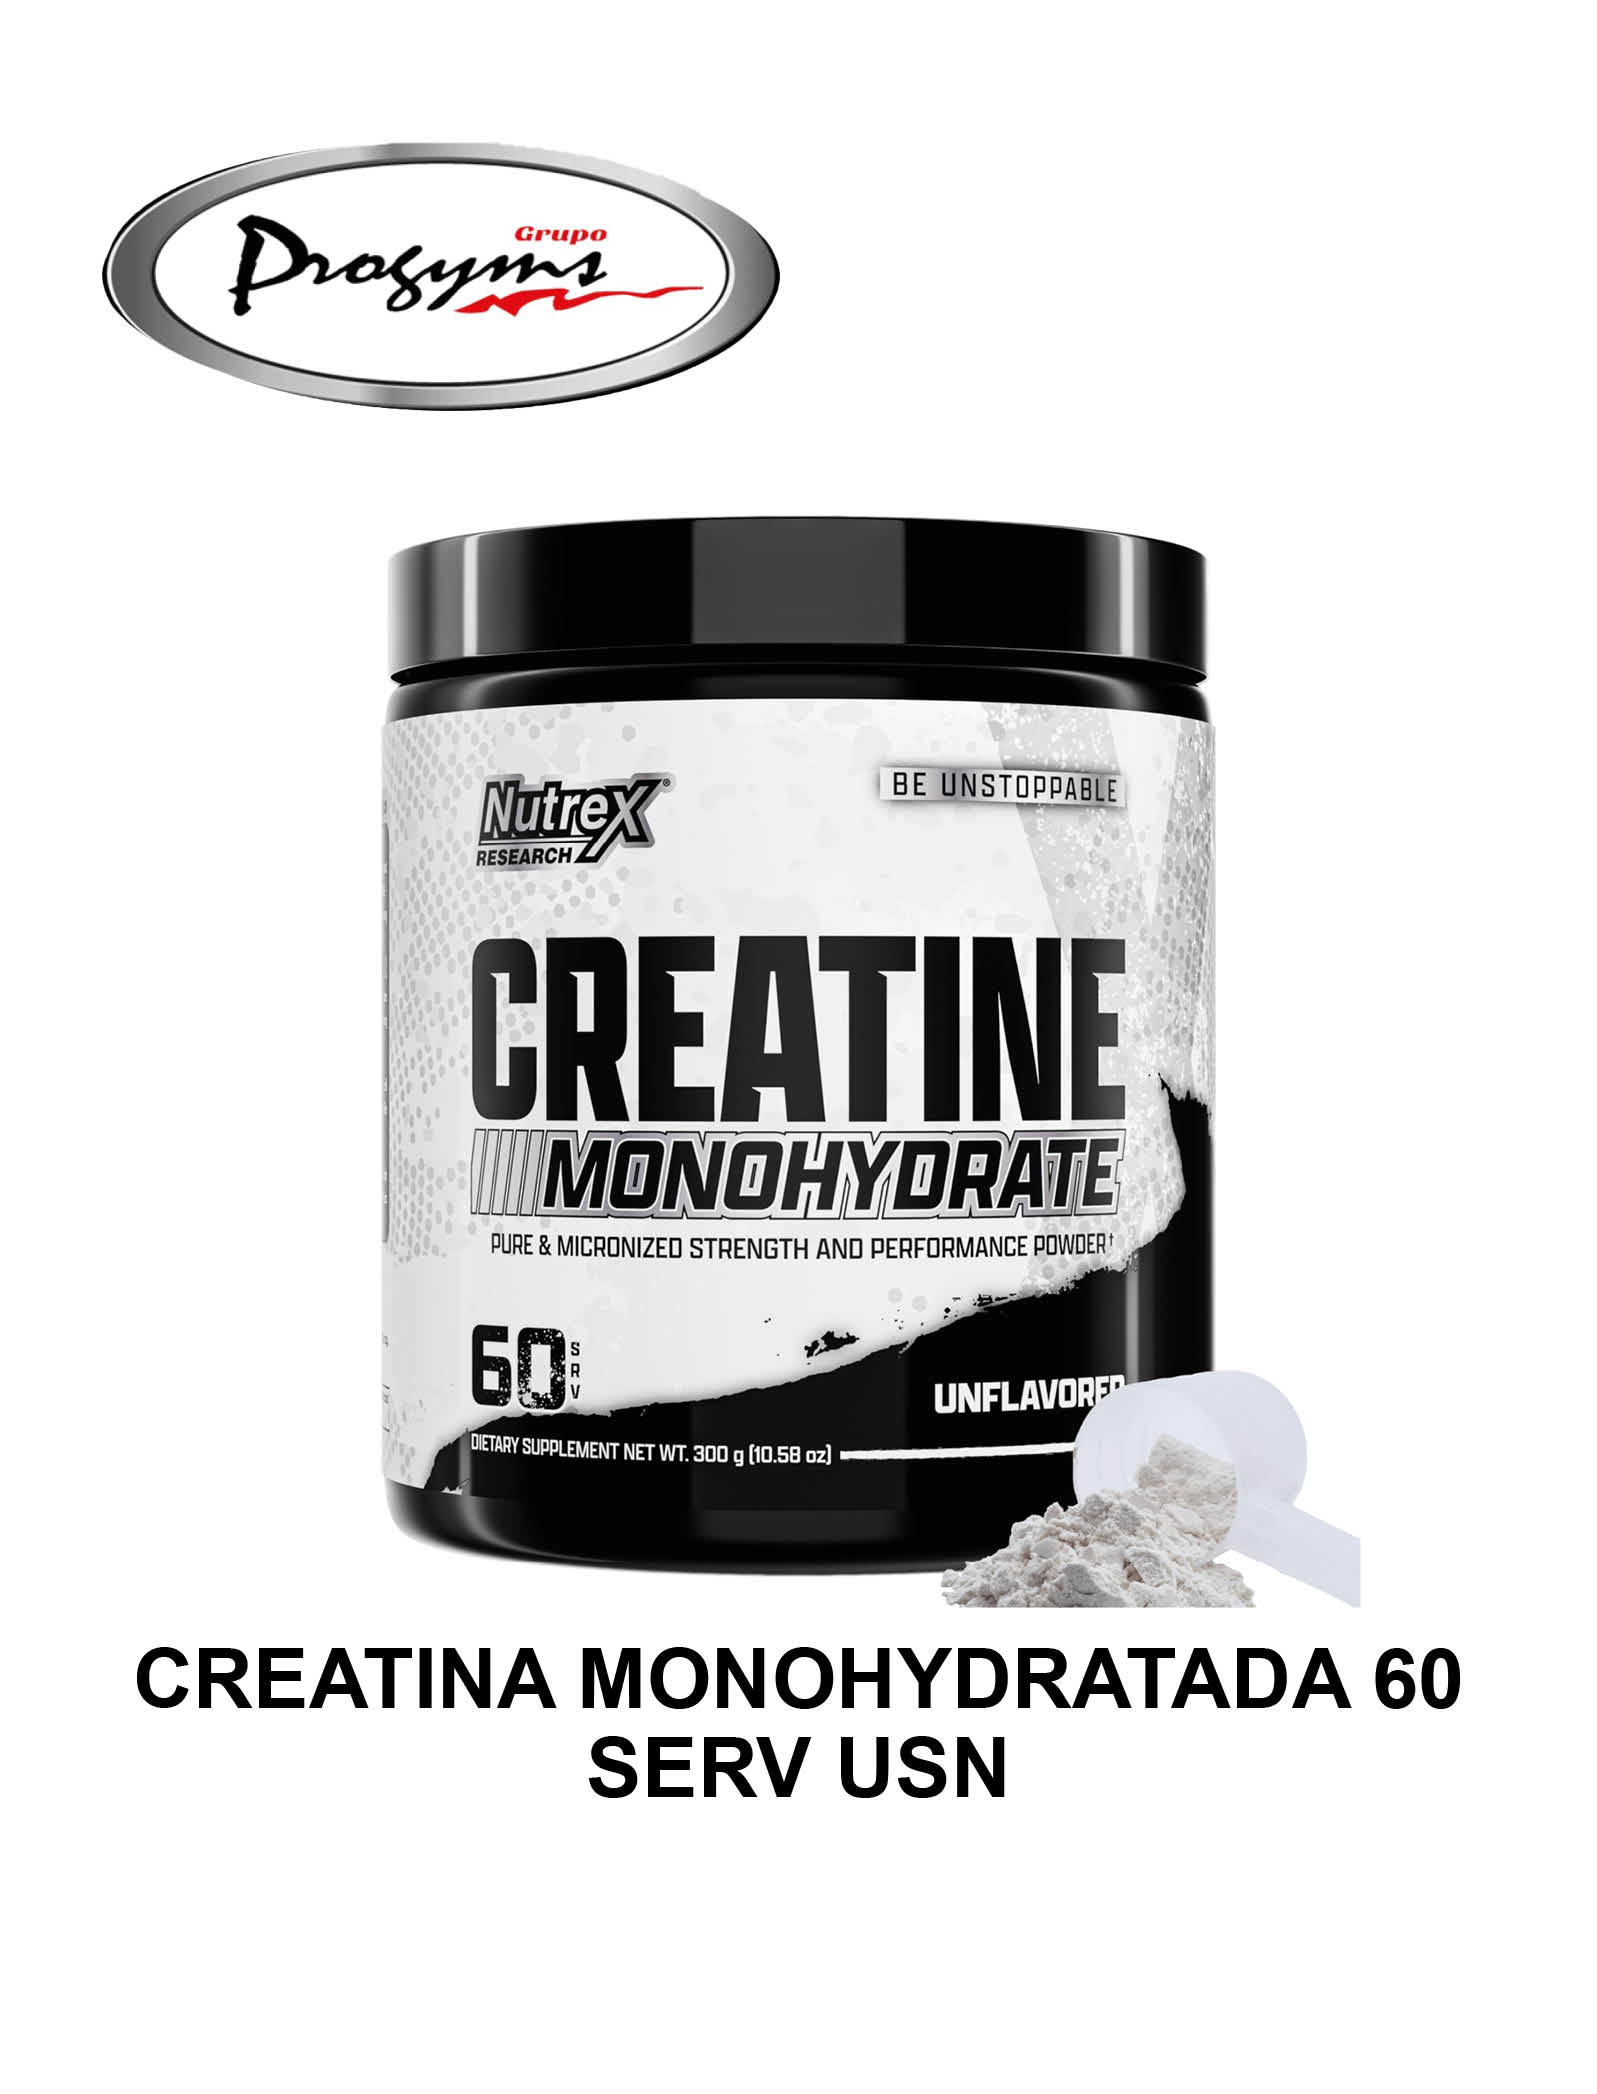 Grupo
Progyms
Nutrex®
RESEARCH
BE UNSTOPPABLE
CREATINE
MONOHYDRATE
PURE & MICRONIZED STRENGTH AND PERFORMANCE POWDER†
60 SRV
UNFLAVORED
DIETARY SUPPLEMENT NET WT. 300 g (10.58 oz)
CREATINA MONOHYDRATADA 60
SERV USN